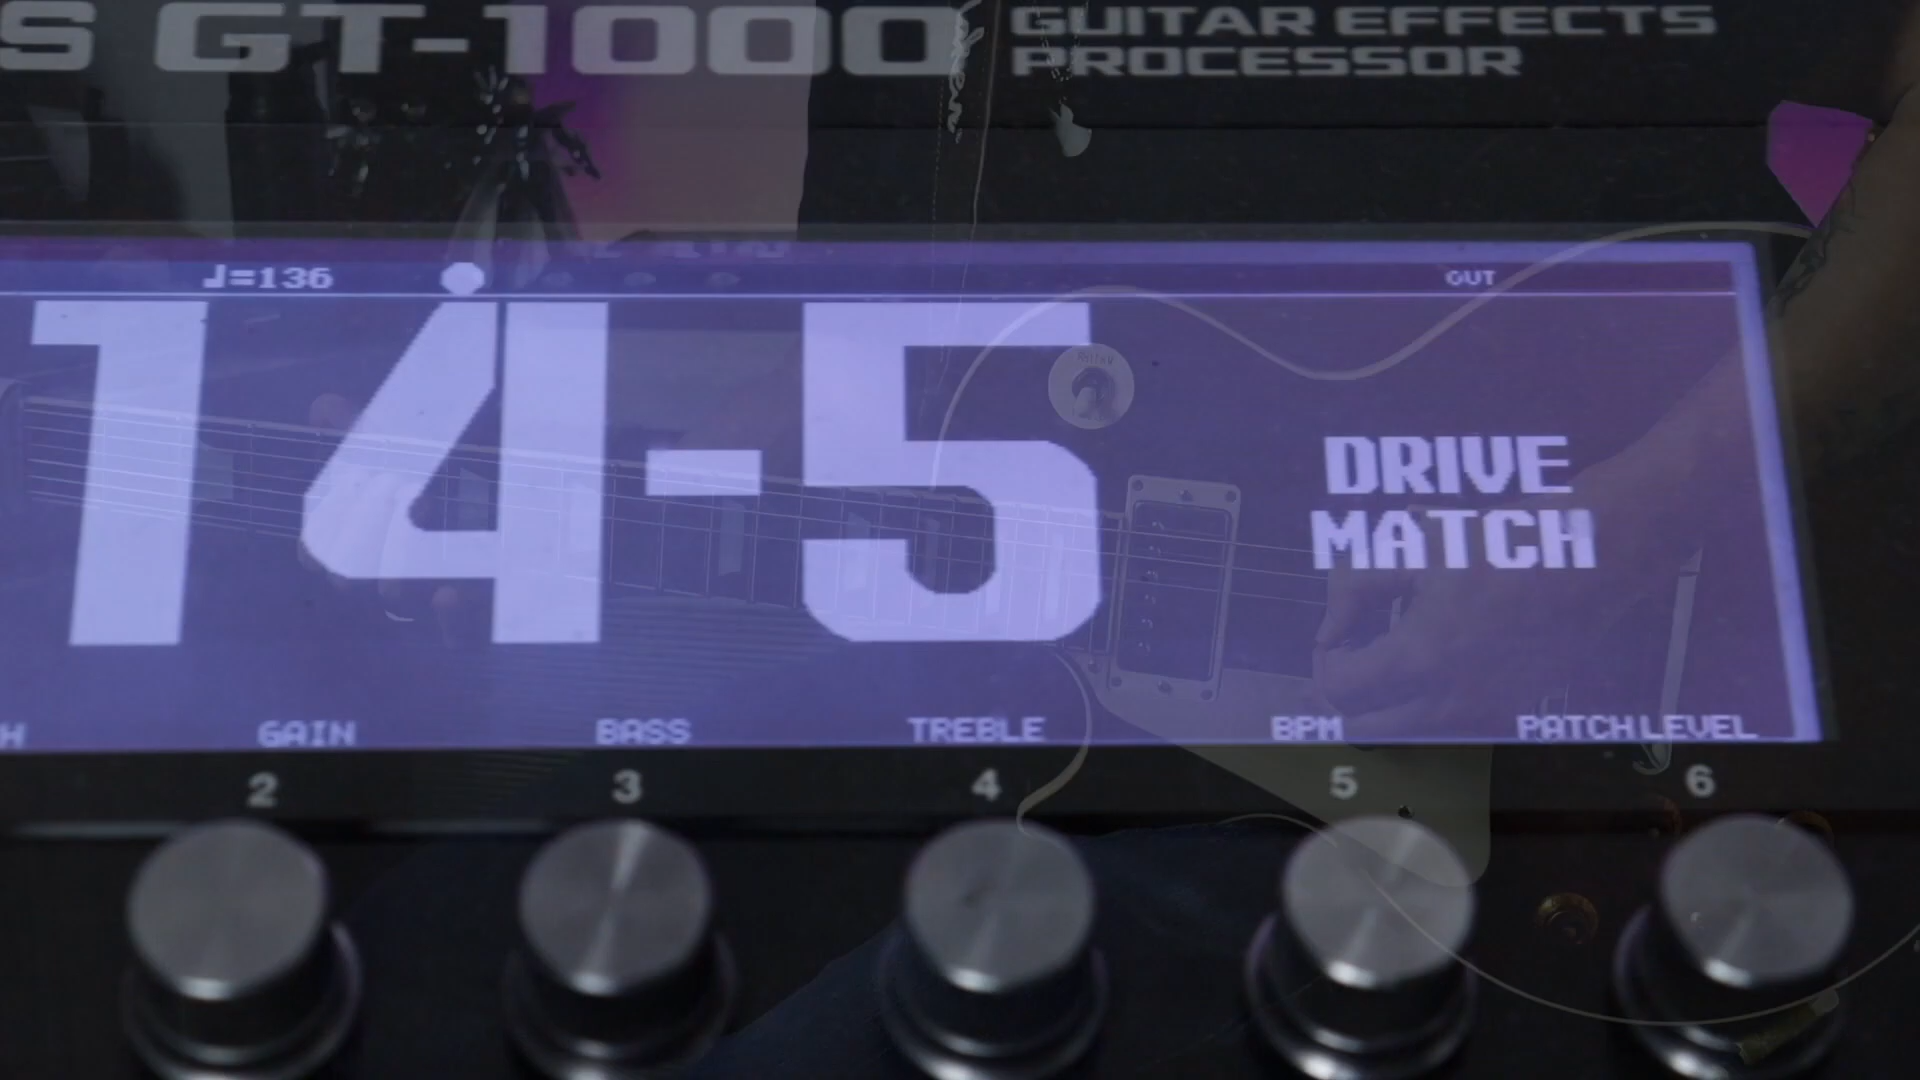 S GT-1000 GUITAR EFFECTS
PROCESSOR
♩=136
OUT
14-5
DRIVE
MATCH
H GAIN BASS TREBLE BPM PATCH LEVEL
2 3 4 5 6